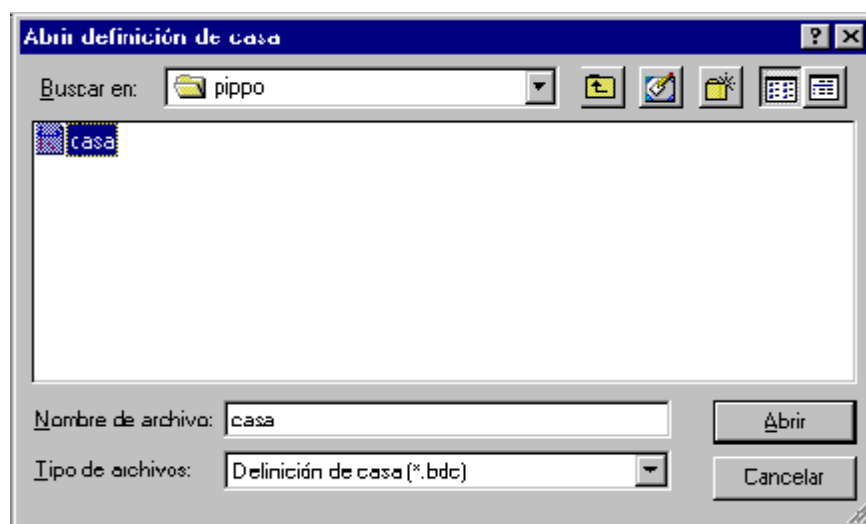 Abrir definición de casa
Buscar en: pippo
casa
Nombre de archivo: casa Abrir
Tipo de archivos: Definición de casa (*.bdc) Cancelar